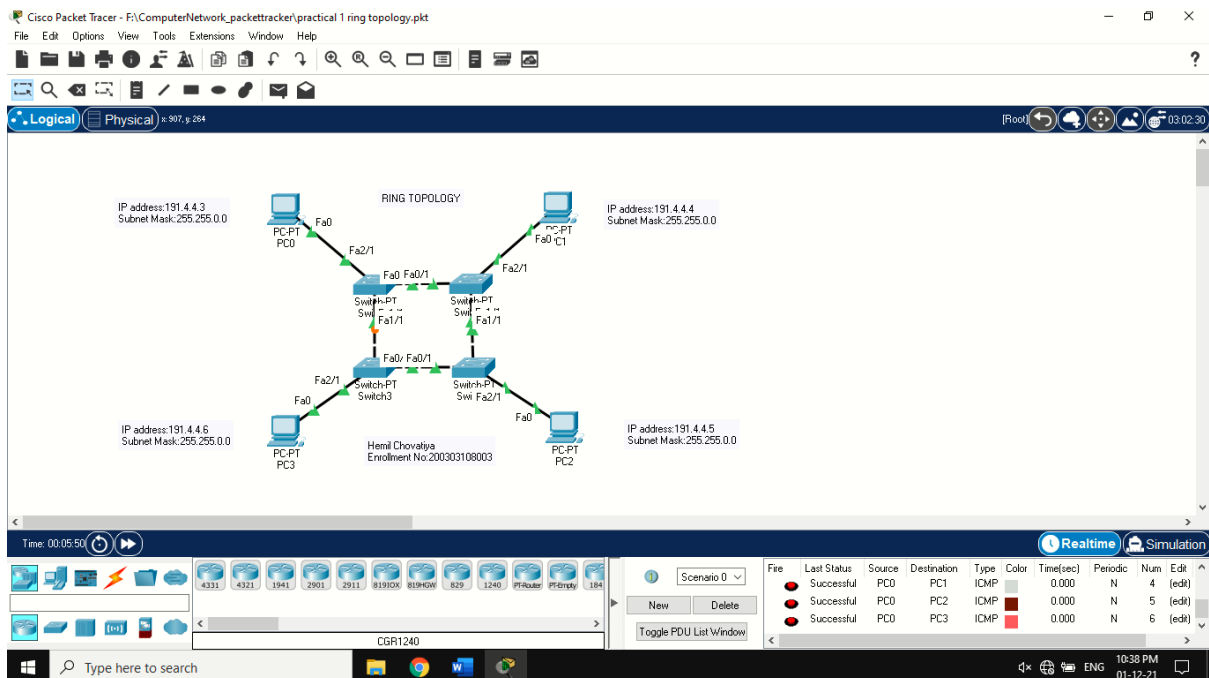 Cisco Packet Tracer - F:\ComputerNetwork_packettracker\practical 1 ring topology.pkt
File Edit Options View Tools Extensions Window Help
?
Logical Physical x: 907, y: 264 [Root] 03:02:30
RING TOPOLOGY
IP address:191.4.4.3
Subnet Mask:255.255.0.0
IP address:191.4.4.4
Subnet Mask:255.255.0.0
Fa0
PC-PT
PC0
Fa0
Fa2/1
Fa2/1
Fa0 Fa0/1
Switch-PT
Fa1/1
Fa1/1
Fa0/ Fa0/1
Fa2/1
Switch-PT
Switch3
Switch-PT
Fa2/1
Fa0
Fa0
IP address:191.4.4.6
Subnet Mask:255.255.0.0
IP address:191.4.4.5
Subnet Mask:255.255.0.0
PC-PT
PC3
Hemil Chovatiya
Enrollment No:200303108003
PC-PT
PC2
Time: 00:05:50 Realtime Simulation
4331 4321 1941 2901 2911 819IOX 819HGW 829 1240 PT-Router PT-Empty 184
CGR1240
Scenario 0
New Delete
Toggle PDU List Window
Fire Last Status Source Destination Type Color Time(sec) Periodic Num Edit
Successful PC0 PC1 ICMP 0.000 N 4 (edit)
Successful PC0 PC2 ICMP 0.000 N 5 (edit)
Successful PC0 PC3 ICMP 0.000 N 6 (edit)
Type here to search
ENG 10:38 PM
01-12-21